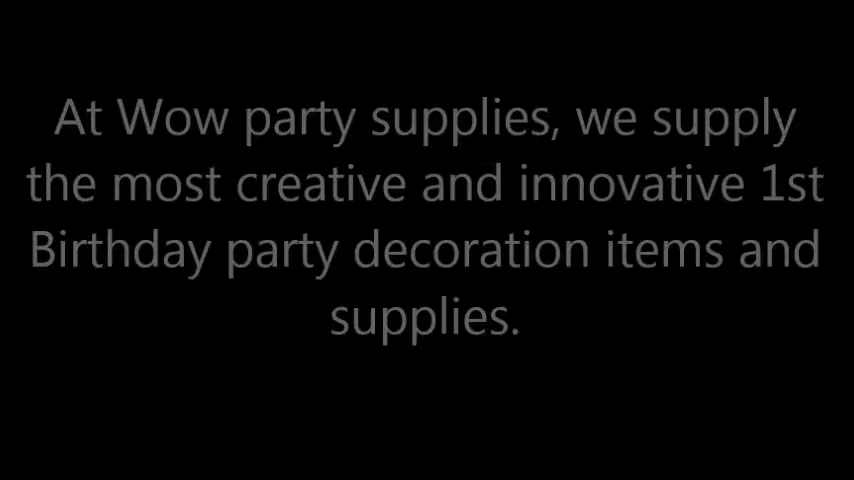 At Wow party supplies, we supply
the most creative and innovative 1st
Birthday party decoration items and
supplies.